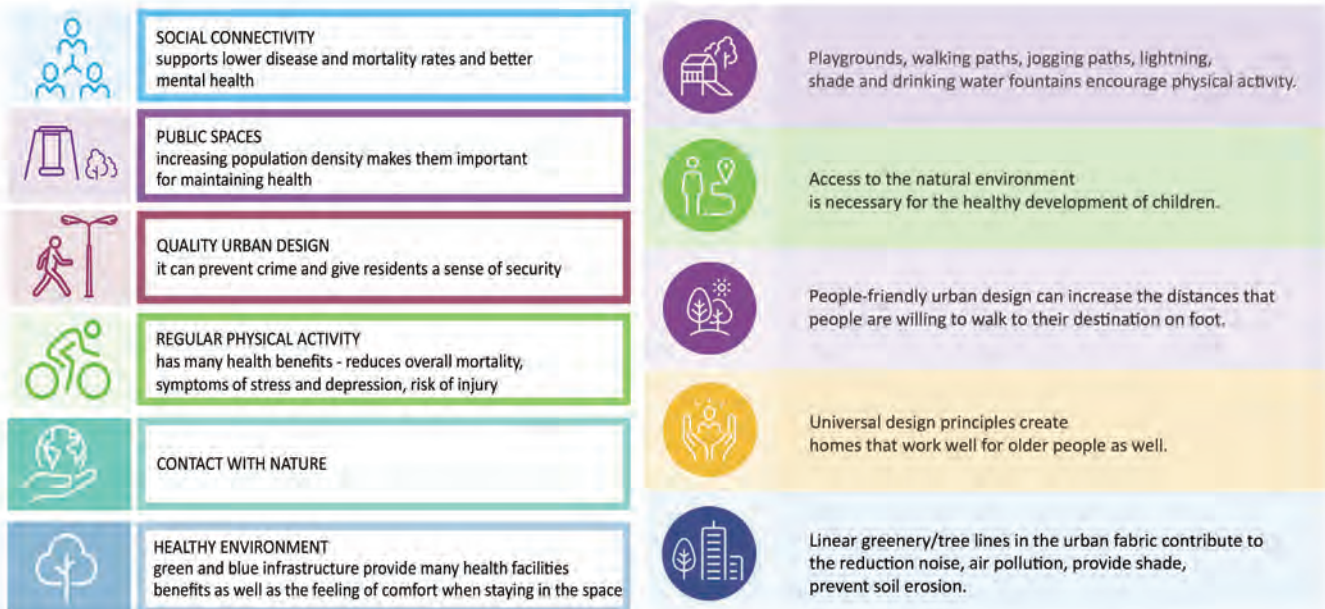 SOCIAL CONNECTIVITY
supports lower disease and mortality rates and better
mental health
PUBLIC SPACES
increasing population density makes them important
for maintaining health
QUALITY URBAN DESIGN
it can prevent crime and give residents a sense of security
REGULAR PHYSICAL ACTIVITY
has many health benefits - reduces overall mortality,
symptoms of stress and depression, risk of injury
CONTACT WITH NATURE
HEALTHY ENVIRONMENT
green and blue infrastructure provide many health facilities
benefits as well as the feeling of comfort when staying in the space
Playgrounds, walking paths, jogging paths, lightning,
shade and drinking water fountains encourage physical activity.
Access to the natural environment
is necessary for the healthy development of children.
People-friendly urban design can increase the distances that
people are willing to walk to their destination on foot.
Universal design principles create
homes that work well for older people as well.
Linear greenery/tree lines in the urban fabric contribute to
the reduction noise, air pollution, provide shade,
prevent soil erosion.